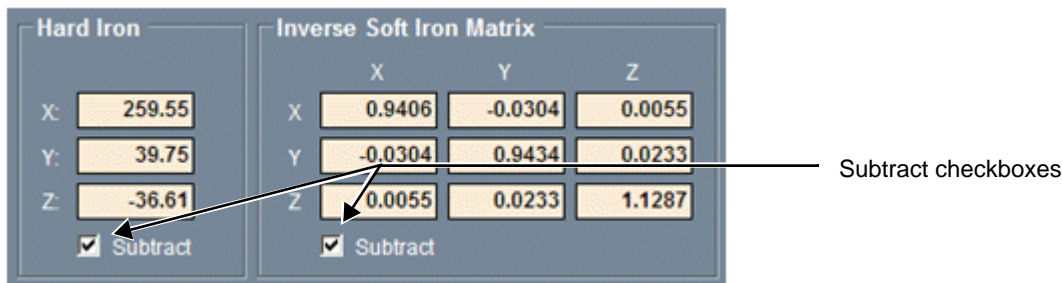 Hard Iron
X: 259.55
Y: 39.75
Z: -36.61
Subtract
Inverse Soft Iron Matrix
X Y Z
X 0.9406 -0.0304 0.0055
Y -0.0304 0.9434 0.0233
Z 0.0055 0.0233 1.1287
Subtract
Subtract checkboxes